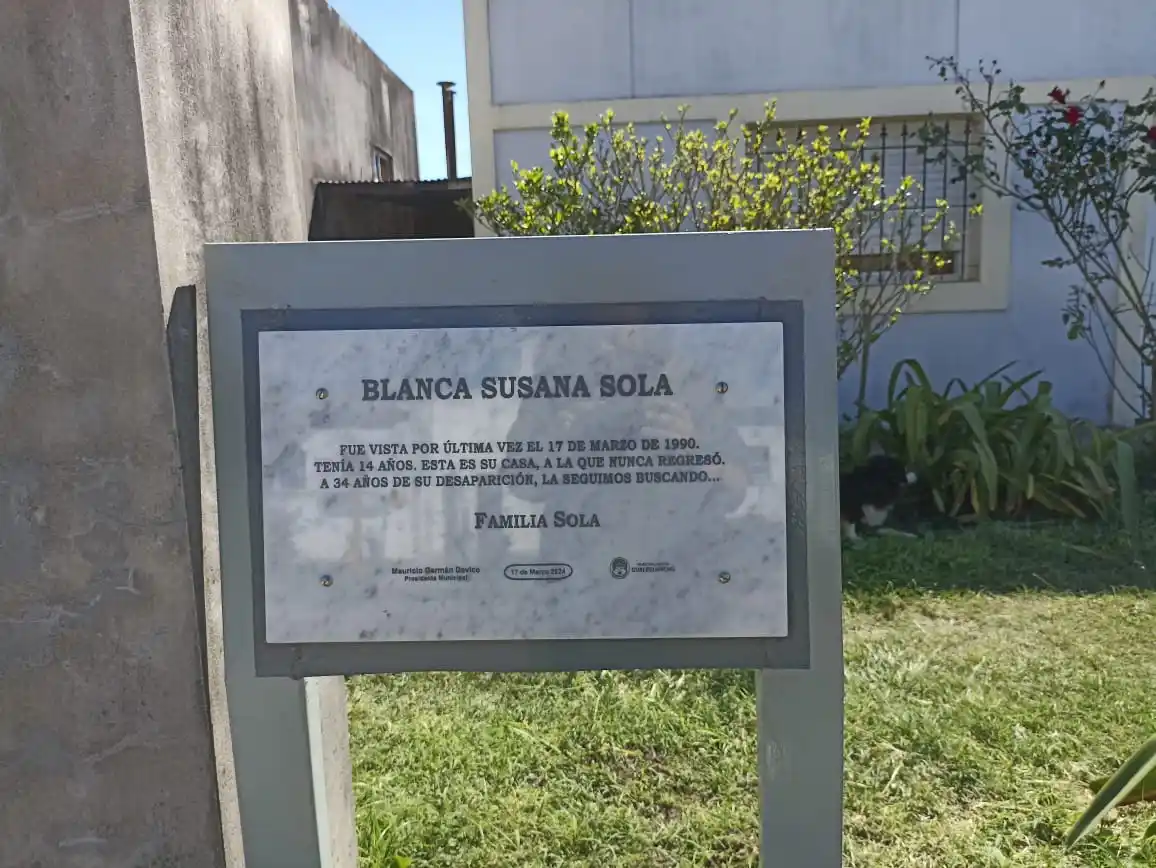 BLANCA SUSANA SOLA
FUE VISTA POR ÚLTIMA VEZ EL 17 DE MARZO DE 1990.
TENÍA 14 AÑOS. ESTA ES SU CASA, A LA QUE NUNCA REGRESÓ.
A 34 AÑOS DE SU DESAPARICIÓN, LA SEGUIMOS BUSCANDO...
FAMILIA SOLA
Mauricio Germán Davico
Presidente Municipal
17 de Marzo 2024
GUALEGUAYCHÚ